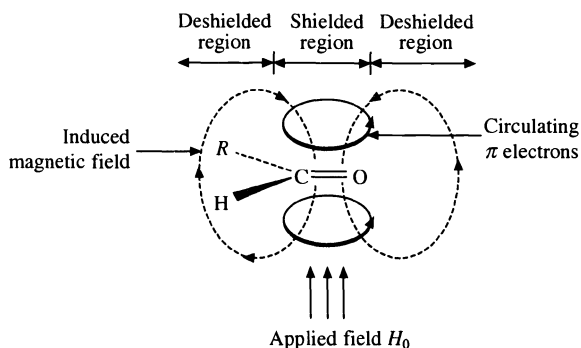 Deshielded Shielded Deshielded
region region region
Induced
magnetic field
Circulating
π electrons
R
C O
H
Applied field H₀